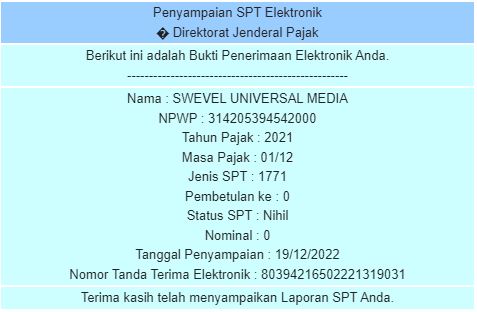 Penyampaian SPT Elektronik
� Direktorat Jenderal Pajak
Berikut ini adalah Bukti Penerimaan Elektronik Anda.
---------------------------------------------------
Nama : SWEVEL UNIVERSAL MEDIA
NPWP : 314205394542000
Tahun Pajak : 2021
Masa Pajak : 01/12
Jenis SPT : 1771
Pembetulan ke : 0
Status SPT : Nihil
Nominal : 0
Tanggal Penyampaian : 19/12/2022
Nomor Tanda Terima Elektronik : 80394216502221319031
Terima kasih telah menyampaikan Laporan SPT Anda.